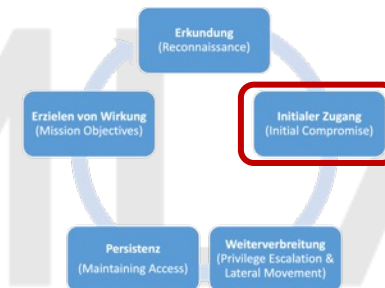 Erkundung
(Reconnaissance)
Initialer Zugang
(Initial Compromise)
Weiterverbreitung
(Privilege Escalation &
Lateral Movement)
Persistenz
(Maintaining Access)
Erzielen von Wirkung
(Mission Objectives)